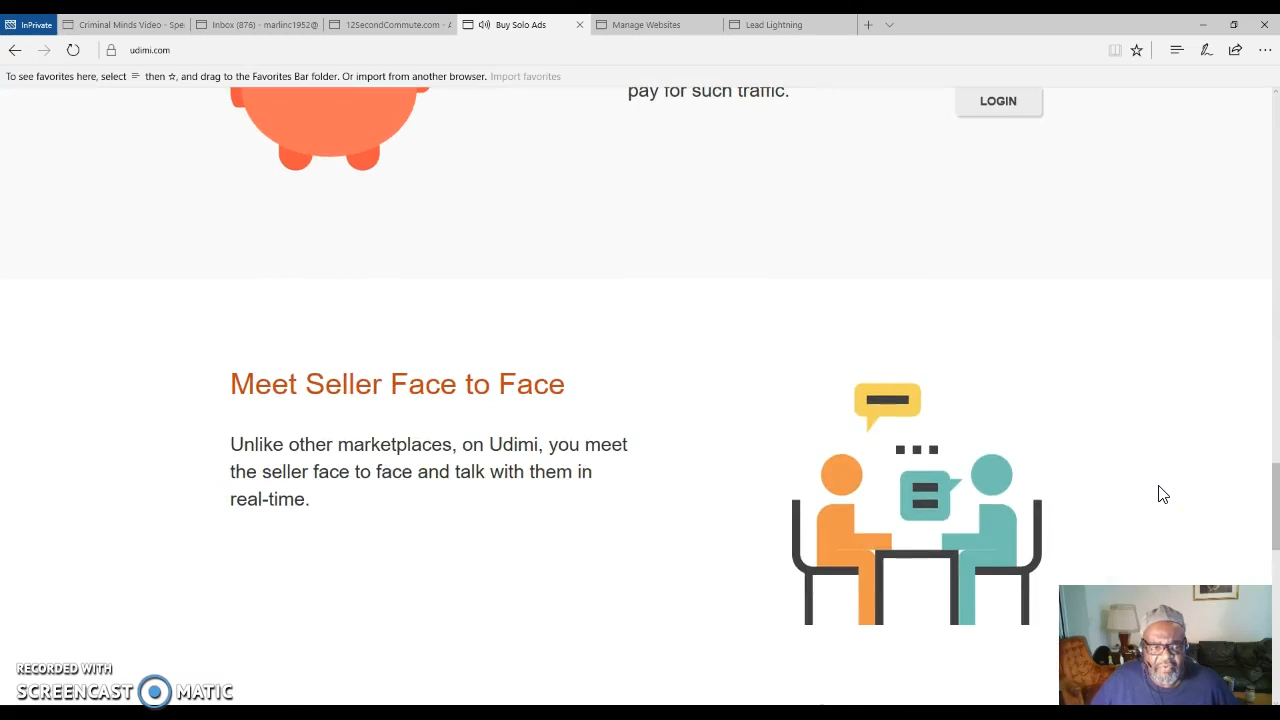 InPrivate
Criminal Minds Video - Spe
Inbox (876) - marlinc1952@
12SecondCommute.com - A
Buy Solo Ads
Manage Websites
Lead Lightning
udimi.com
To see favorites here, select then ☆, and drag to the Favorites Bar folder. Or import from another browser. Import favorites
pay for such traffic.
LOGIN
Meet Seller Face to Face
Unlike other marketplaces, on Udimi, you meet
the seller face to face and talk with them in
real-time.
RECORDED WITH
SCREENCAST MATIC